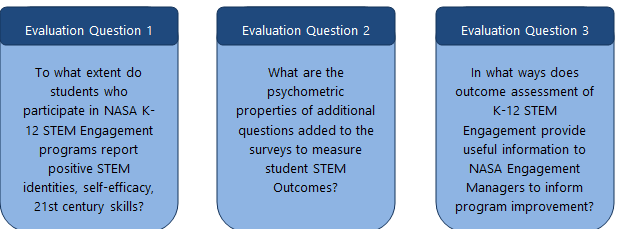 Evaluation Question 1
To what extent do
students who
participate in NASA K-
12 STEM Engagement
programs report
positive STEM
identities, self-efficacy,
21st century skills?
Evaluation Question 2
What are the
psychometric
properties of additional
questions added to the
surveys to measure
student STEM
Outcomes?
Evaluation Question 3
In what ways does
outcome assessment of
K-12 STEM
Engagement provide
useful information to
NASA Engagement
Managers to inform
program improvement?